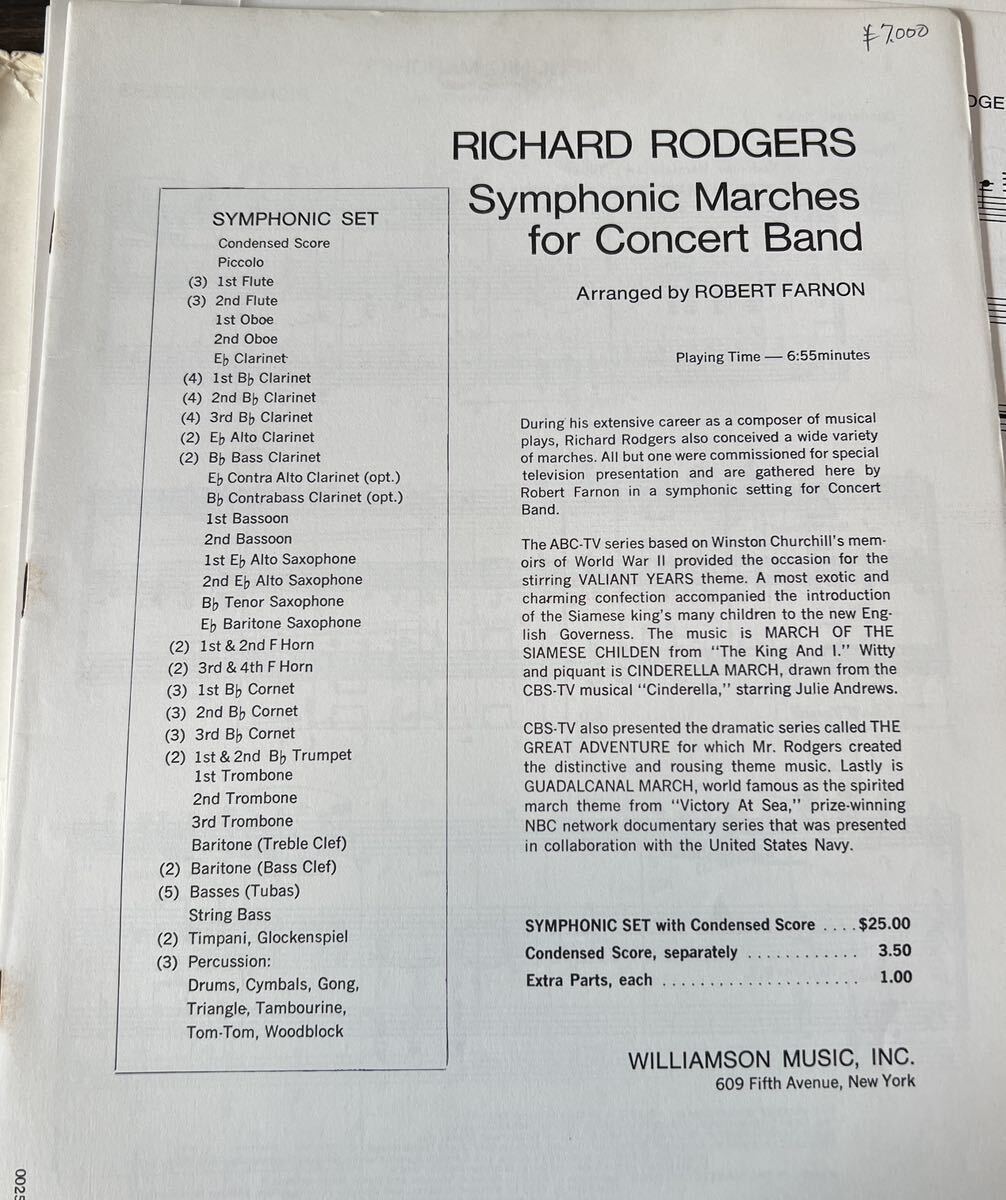 ¥7.000
RICHARD RODGERS
Symphonic Marches
for Concert Band
Arranged by ROBERT FARNON
Playing Time — 6:55minutes
SYMPHONIC SET
Condensed Score
Piccolo
(3) 1st Flute
(3) 2nd Flute
1st Oboe
2nd Oboe
E♭ Clarinet
(4) 1st B♭ Clarinet
(4) 2nd B♭ Clarinet
(4) 3rd B♭ Clarinet
(2) E♭ Alto Clarinet
(2) B♭ Bass Clarinet
E♭ Contra Alto Clarinet (opt.)
B♭ Contrabass Clarinet (opt.)
1st Bassoon
2nd Bassoon
1st E♭ Alto Saxophone
2nd E♭ Alto Saxophone
B♭ Tenor Saxophone
E♭ Baritone Saxophone
(2) 1st & 2nd F Horn
(2) 3rd & 4th F Horn
(3) 1st B♭ Cornet
(3) 2nd B♭ Cornet
(3) 3rd B♭ Cornet
(2) 1st & 2nd B♭ Trumpet
1st Trombone
2nd Trombone
3rd Trombone
Baritone (Treble Clef)
(2) Baritone (Bass Clef)
(5) Basses (Tubas)
String Bass
(2) Timpani, Glockenspiel
(3) Percussion:
Drums, Cymbals, Gong,
Triangle, Tambourine,
Tom-Tom, Woodblock
During his extensive career as a composer of musical
plays, Richard Rodgers also conceived a wide variety
of marches. All but one were commissioned for special
television presentation and are gathered here by
Robert Farnon in a symphonic setting for Concert
Band.
The ABC-TV series based on Winston Churchill's mem-
oirs of World War II provided the occasion for the
stirring VALIANT YEARS theme. A most exotic and
charming confection accompanied the introduction
of the Siamese king's many children to the new Eng-
lish Governess. The music is MARCH OF THE
SIAMESE CHILDEN from "The King And I." Witty
and piquant is CINDERELLA MARCH, drawn from the
CBS-TV musical "Cinderella," starring Julie Andrews.
CBS-TV also presented the dramatic series called THE
GREAT ADVENTURE for which Mr. Rodgers created
the distinctive and rousing theme music. Lastly is
GUADALCANAL MARCH, world famous as the spirited
march theme from "Victory At Sea," prize-winning
NBC network documentary series that was presented
in collaboration with the United States Navy.
SYMPHONIC SET with Condensed Score .... $25.00
Condensed Score, separately ............ 3.50
Extra Parts, each ..................... 1.00
WILLIAMSON MUSIC, INC.
609 Fifth Avenue, New York